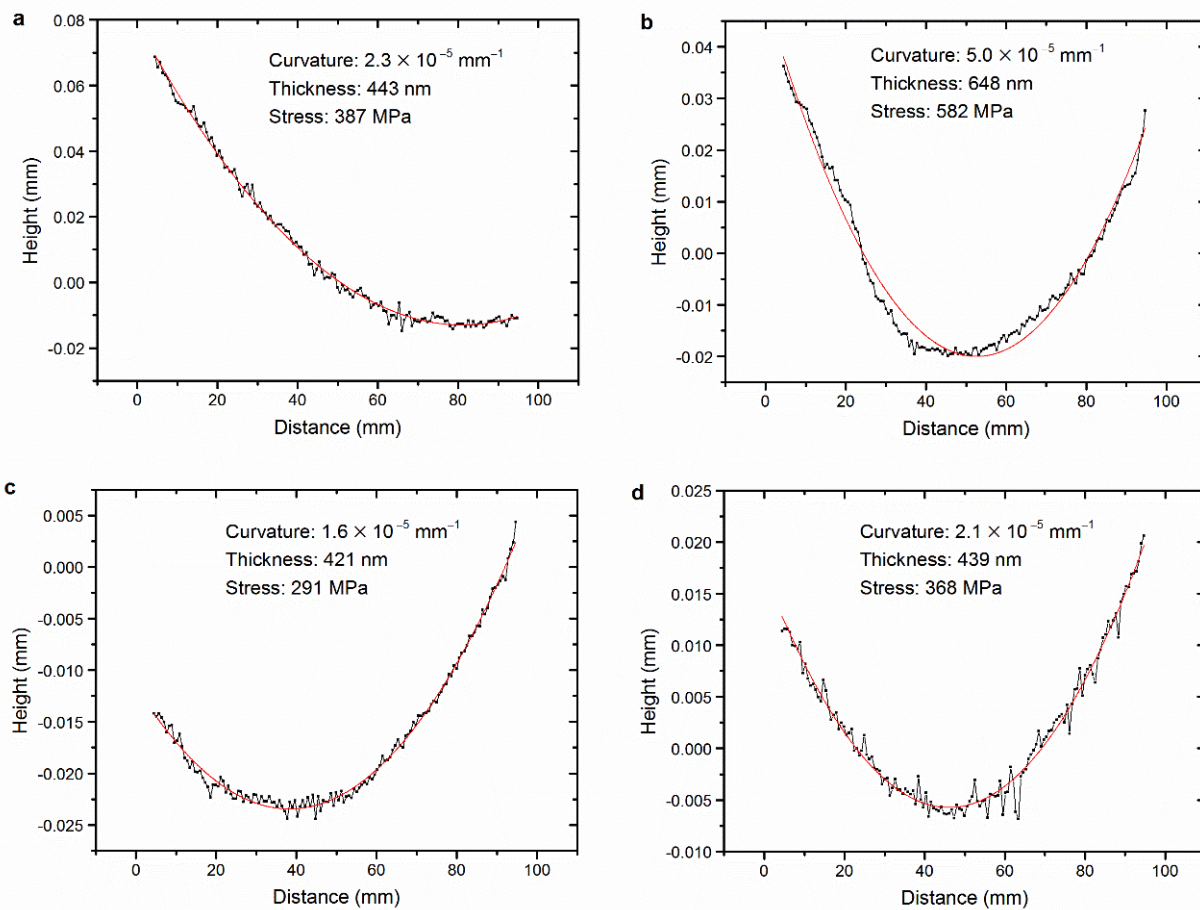 a
Curvature: 2.3 × 10⁻⁵ mm⁻¹
Thickness: 443 nm
Stress: 387 MPa
0.08
0.06
0.04
0.02
0.00
-0.02
Height (mm)
0 20 40 60 80 100
Distance (mm)
b
Curvature: 5.0 × 10⁻⁵ mm⁻¹
Thickness: 648 nm
Stress: 582 MPa
0.04
0.03
0.02
0.01
0.00
-0.01
-0.02
Height (mm)
0 20 40 60 80 100
Distance (mm)
c
Curvature: 1.6 × 10⁻⁵ mm⁻¹
Thickness: 421 nm
Stress: 291 MPa
0.005
0.000
-0.005
-0.010
-0.015
-0.020
-0.025
Height (mm)
0 20 40 60 80 100
Distance (mm)
d
Curvature: 2.1 × 10⁻⁵ mm⁻¹
Thickness: 439 nm
Stress: 368 MPa
0.025
0.020
0.015
0.010
0.005
0.000
-0.005
-0.010
Height (mm)
0 20 40 60 80 100
Distance (mm)